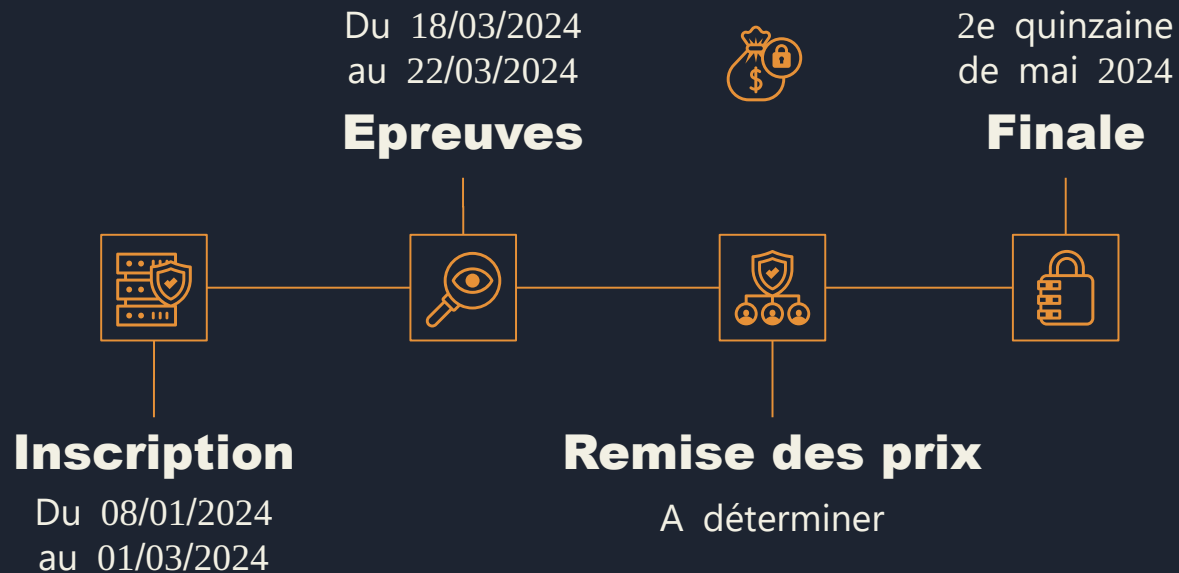 Du 18/03/2024
au 22/03/2024
Epreuves
$
2e quinzaine
de mai 2024
Finale
Inscription
Du 08/01/2024
au 01/03/2024
Remise des prix
A déterminer